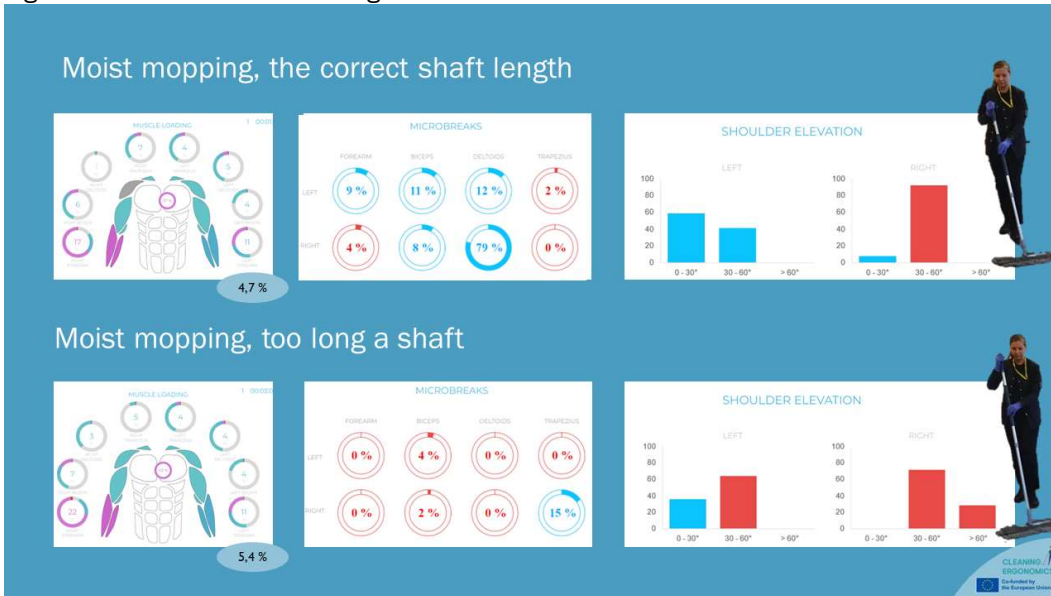 Moist mopping, the correct shaft length
MUSCLE LOADING
7
4
5
6
4
17
11
4,7 %
MICROBREAKS
FOREARM BICEPS DELTOIDS TRAPEZIUS
LEFT 9 % 11 % 12 % 2 %
RIGHT 4 % 8 % 79 % 0 %
SHOULDER ELEVATION
LEFT RIGHT
100 100
80 80
60 60
40 40
20 20
0 0
0 - 30° 30 - 60° > 60° 0 - 30° 30 - 60° > 60°
Moist mopping, too long a shaft
MUSCLE LOADING
5
4
3
4
7
4
22
11
5,4 %
MICROBREAKS
FOREARM BICEPS DELTOIDS TRAPEZIUS
LEFT 0 % 4 % 0 % 0 %
RIGHT 0 % 2 % 0 % 15 %
SHOULDER ELEVATION
LEFT RIGHT
100 100
80 80
60 60
40 40
20 20
0 0
0 - 30° 30 - 60° > 60° 0 - 30° 30 - 60° > 60°
CLEANING
ERGONOMICS
Co-funded by
the European Union